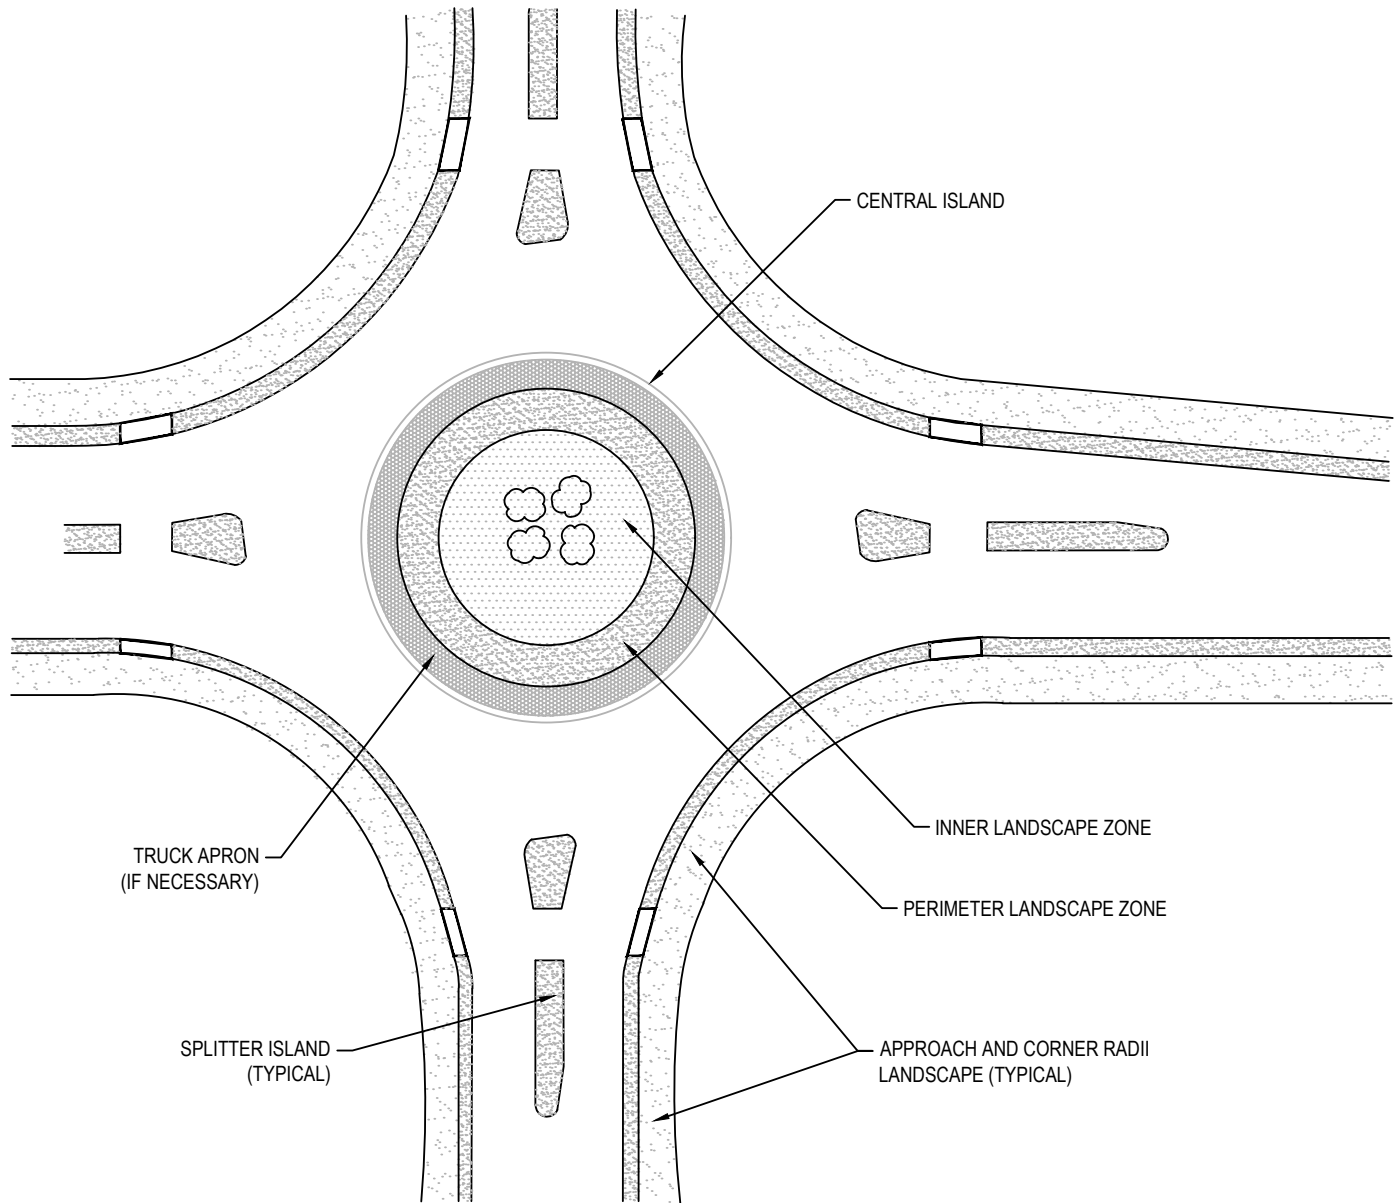 CENTRAL ISLAND
INNER LANDSCAPE ZONE
TRUCK APRON
(IF NECESSARY)
PERIMETER LANDSCAPE ZONE
SPLITTER ISLAND
(TYPICAL)
APPROACH AND CORNER RADII
LANDSCAPE (TYPICAL)